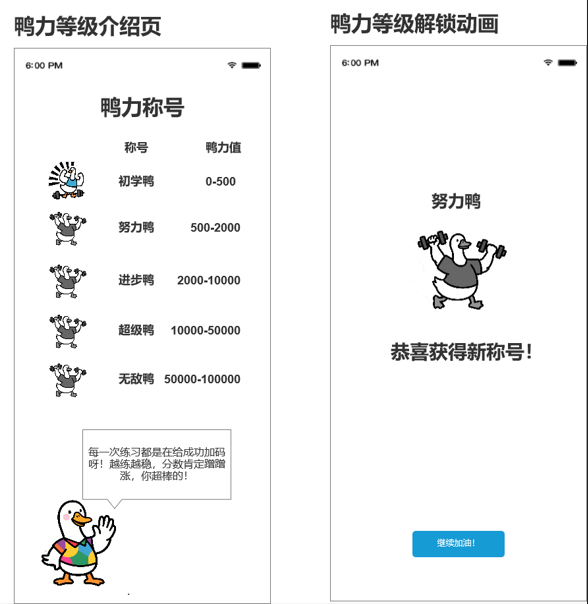 鸭力等级介绍页
6:00 PM
鸭力称号
称号 鸭力值
初学鸭 0-500
努力鸭 500-2000
进步鸭 2000-10000
超级鸭 10000-50000
无敌鸭 50000-100000
每一次练习都是在给成功加码
呀！越练越稳，分数肯定蹭蹭
涨，你超棒的！
鸭力等级解锁动画
6:00 PM
努力鸭
恭喜获得新称号！
继续加油！